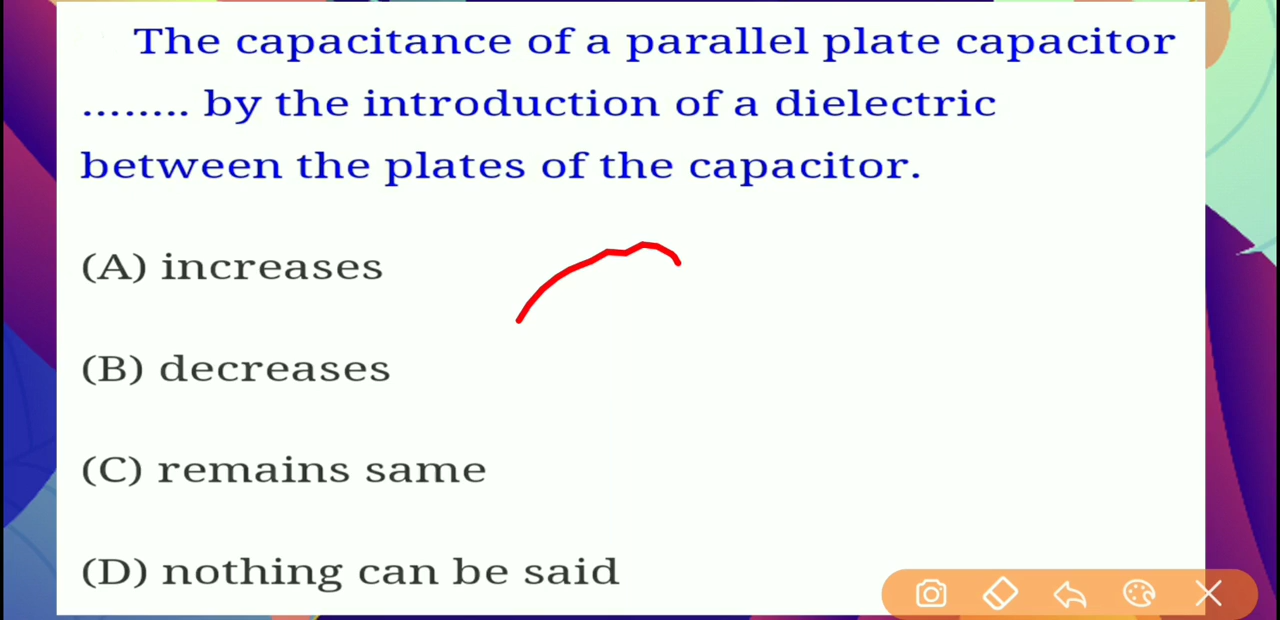 The capacitance of a parallel plate capacitor
........ by the introduction of a dielectric
between the plates of the capacitor.
(A) increases
(B) decreases
(C) remains same
(D) nothing can be said